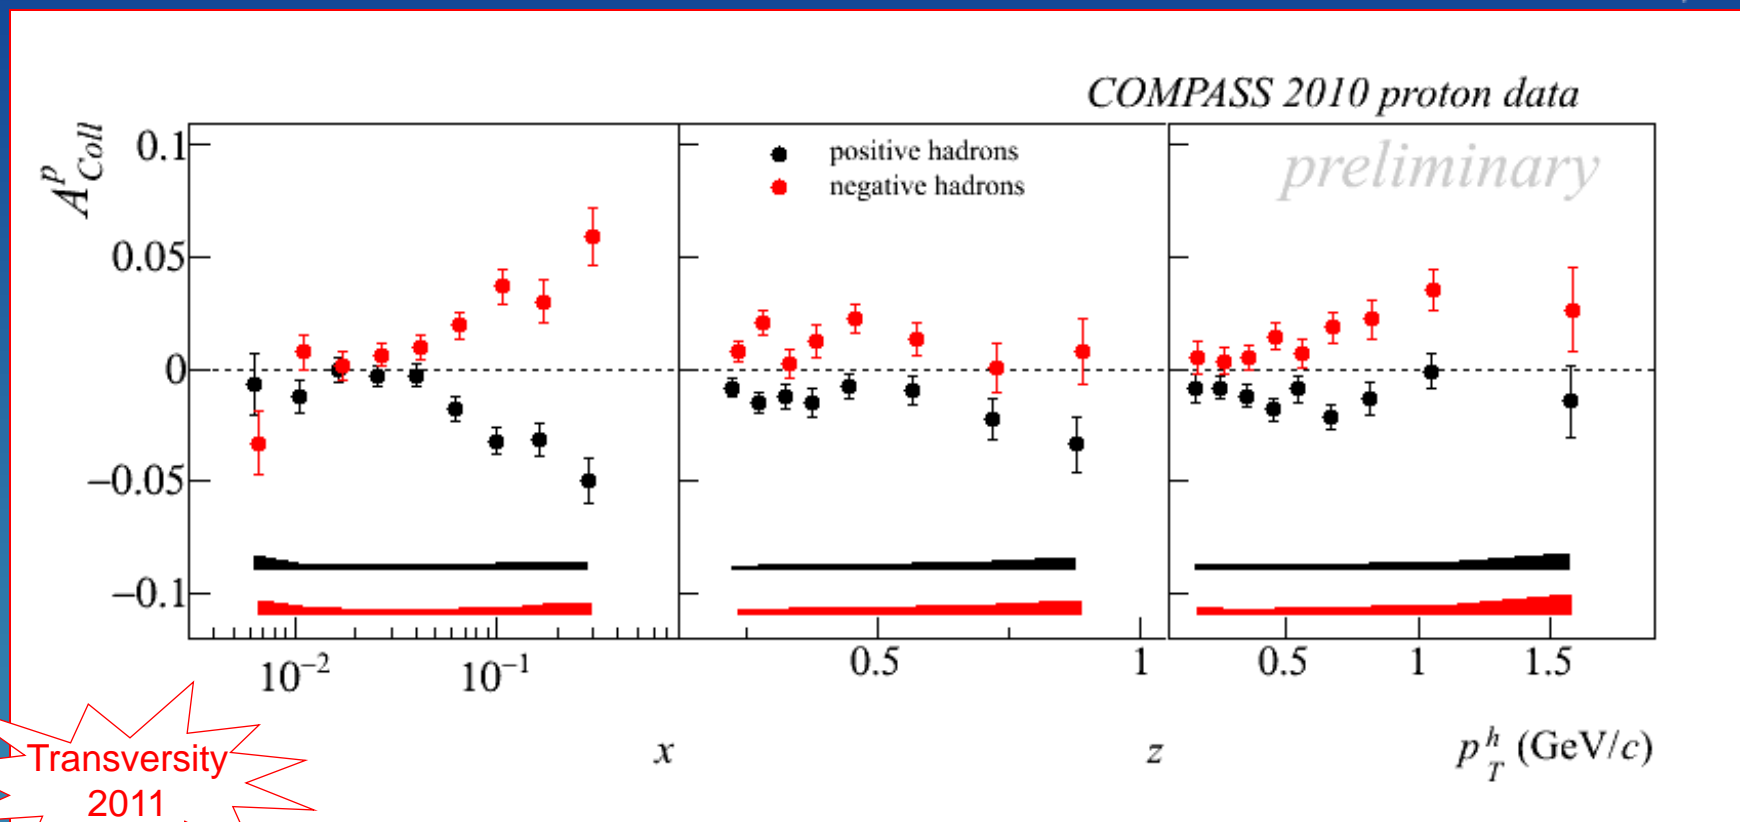 COMPASS 2010 proton data
A^p_Coll
0.1
0.05
0
−0.05
−0.1
positive hadrons
negative hadrons
preliminary
10⁻² 10⁻¹
0.5 1
0.5 1 1.5
x
z
p_T^h (GeV/c)
Transversity
2011